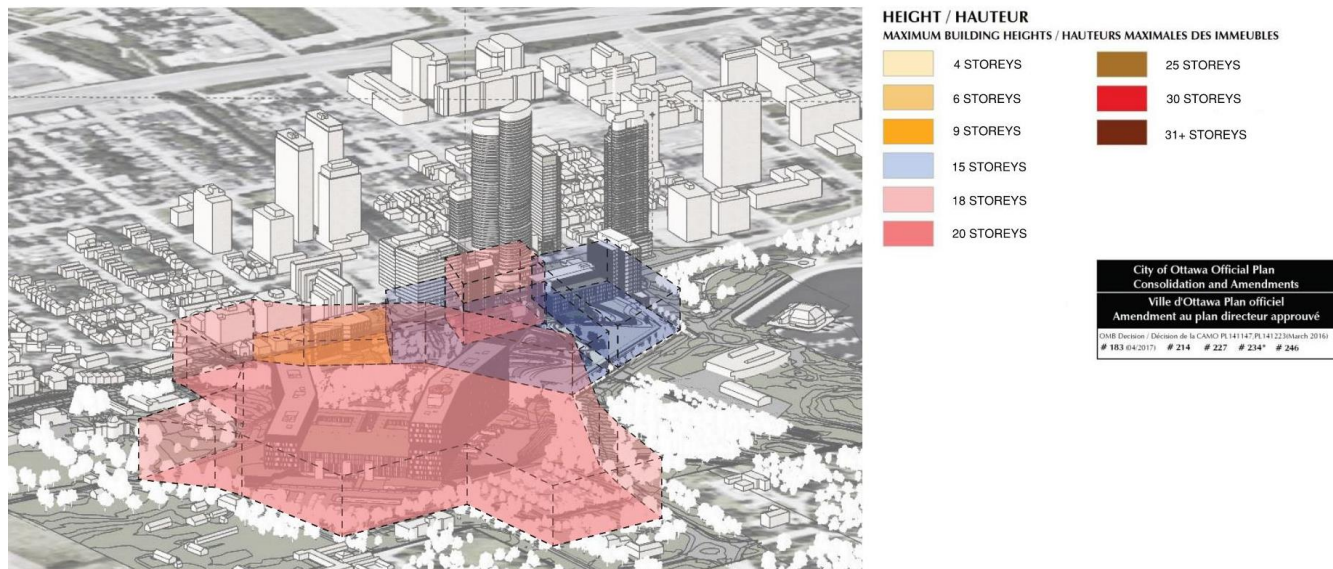 HEIGHT / HAUTEUR
MAXIMUM BUILDING HEIGHTS / HAUTEURS MAXIMALES DES IMMEUBLES
4 STOREYS
6 STOREYS
9 STOREYS
15 STOREYS
18 STOREYS
20 STOREYS
25 STOREYS
30 STOREYS
31+ STOREYS
City of Ottawa Official Plan
Consolidation and Amendments
Ville d'Ottawa Plan officiel
Amendment au plan directeur approuvé
OMB Decision / Décision de la CAMO PL141147,PL141223(March 2016)
# 183 (04/2017) # 214 # 227 # 234* # 246